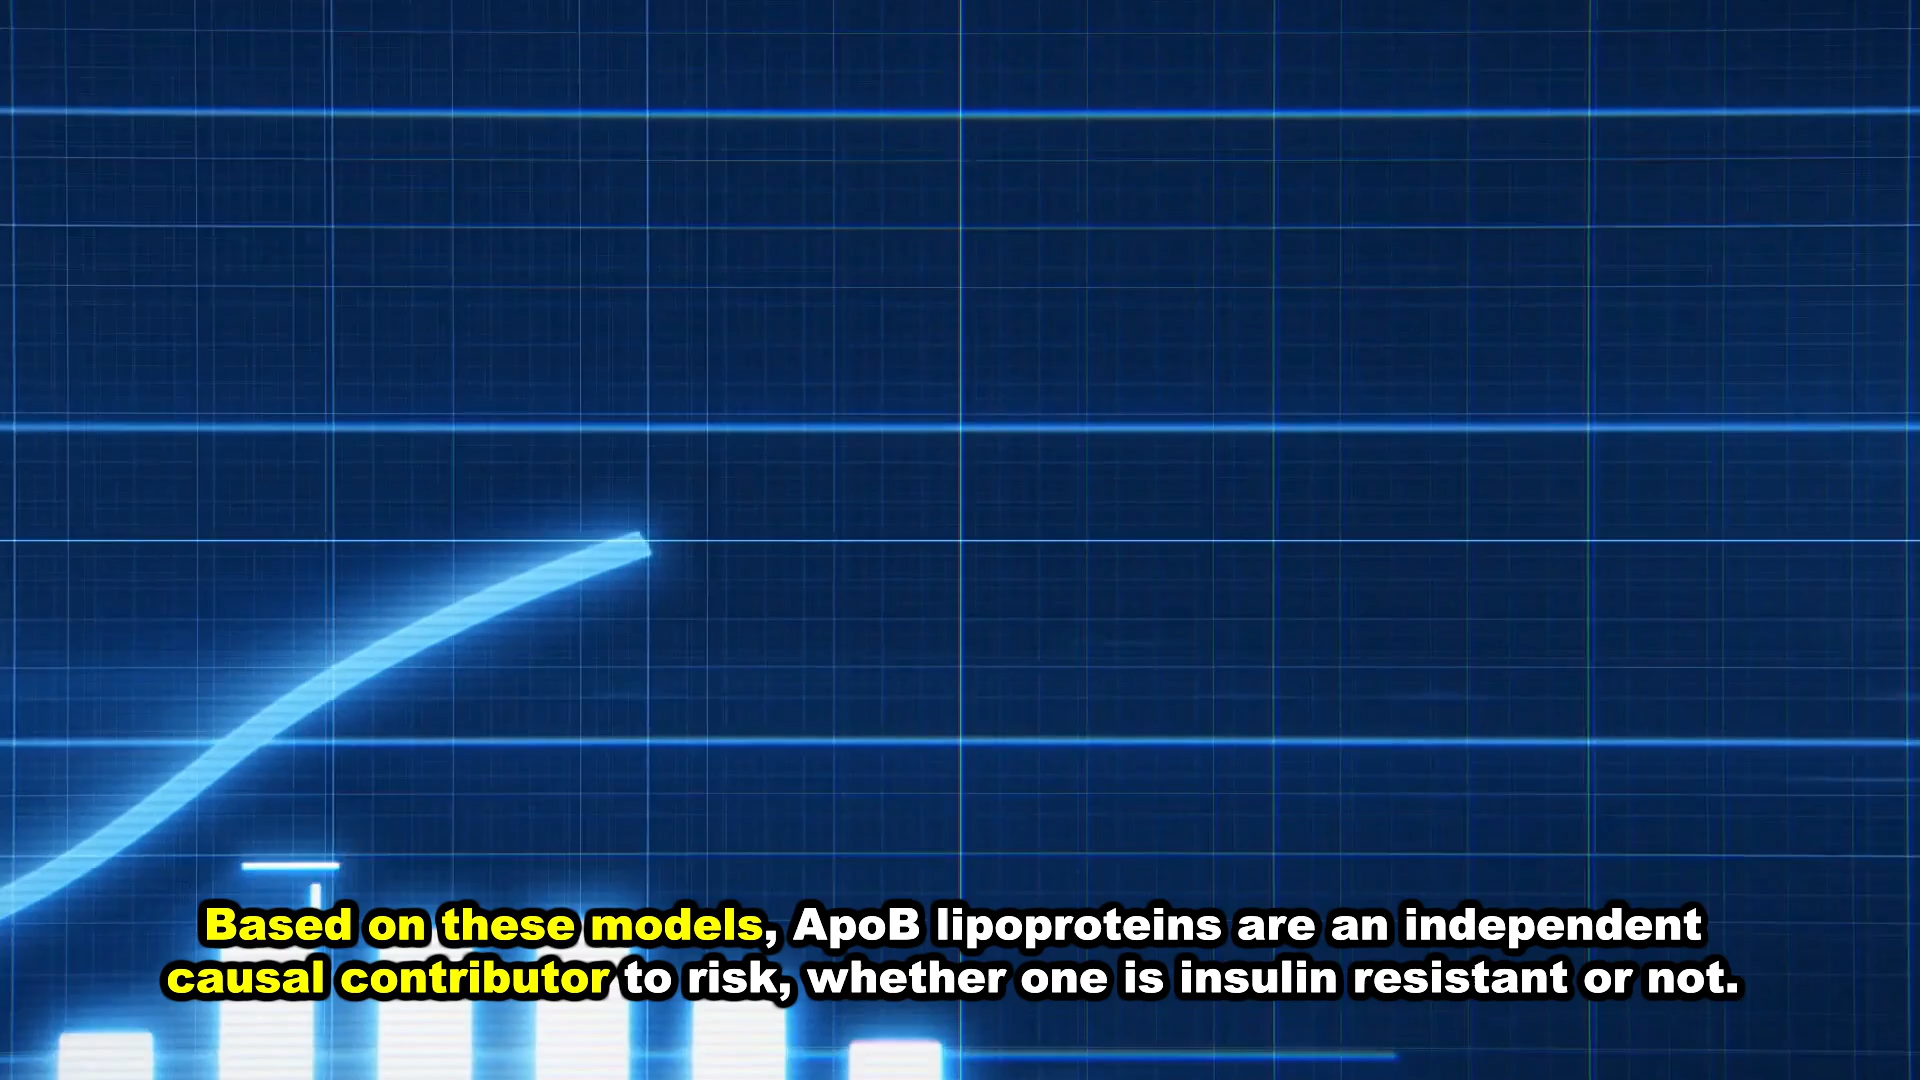 Based on these models, ApoB lipoproteins are an independent
causal contributor to risk, whether one is insulin resistant or not.